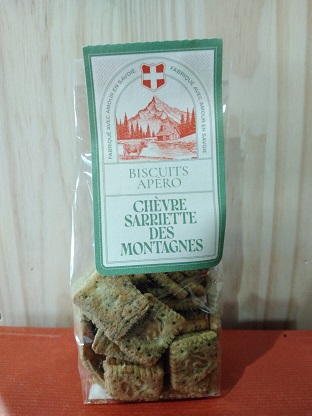 FABRIQUÉ AVEC AMOUR EN SAVOIE
FABRIQUÉ AVEC AMOUR EN SAVOIE
BISCUITS
APÉRO
CHÈVRE
SARRIETTE
DES
MONTAGNES